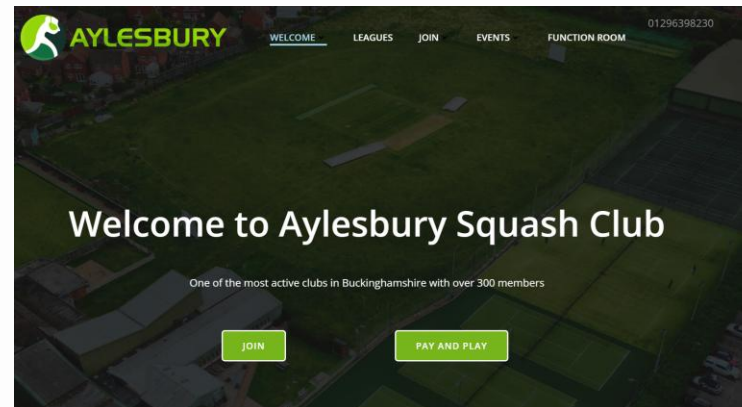 AYLESBURY
WELCOME LEAGUES JOIN EVENTS FUNCTION ROOM
01296398230
Welcome to Aylesbury Squash Club
One of the most active clubs in Buckinghamshire with over 300 members
JOIN PAY AND PLAY